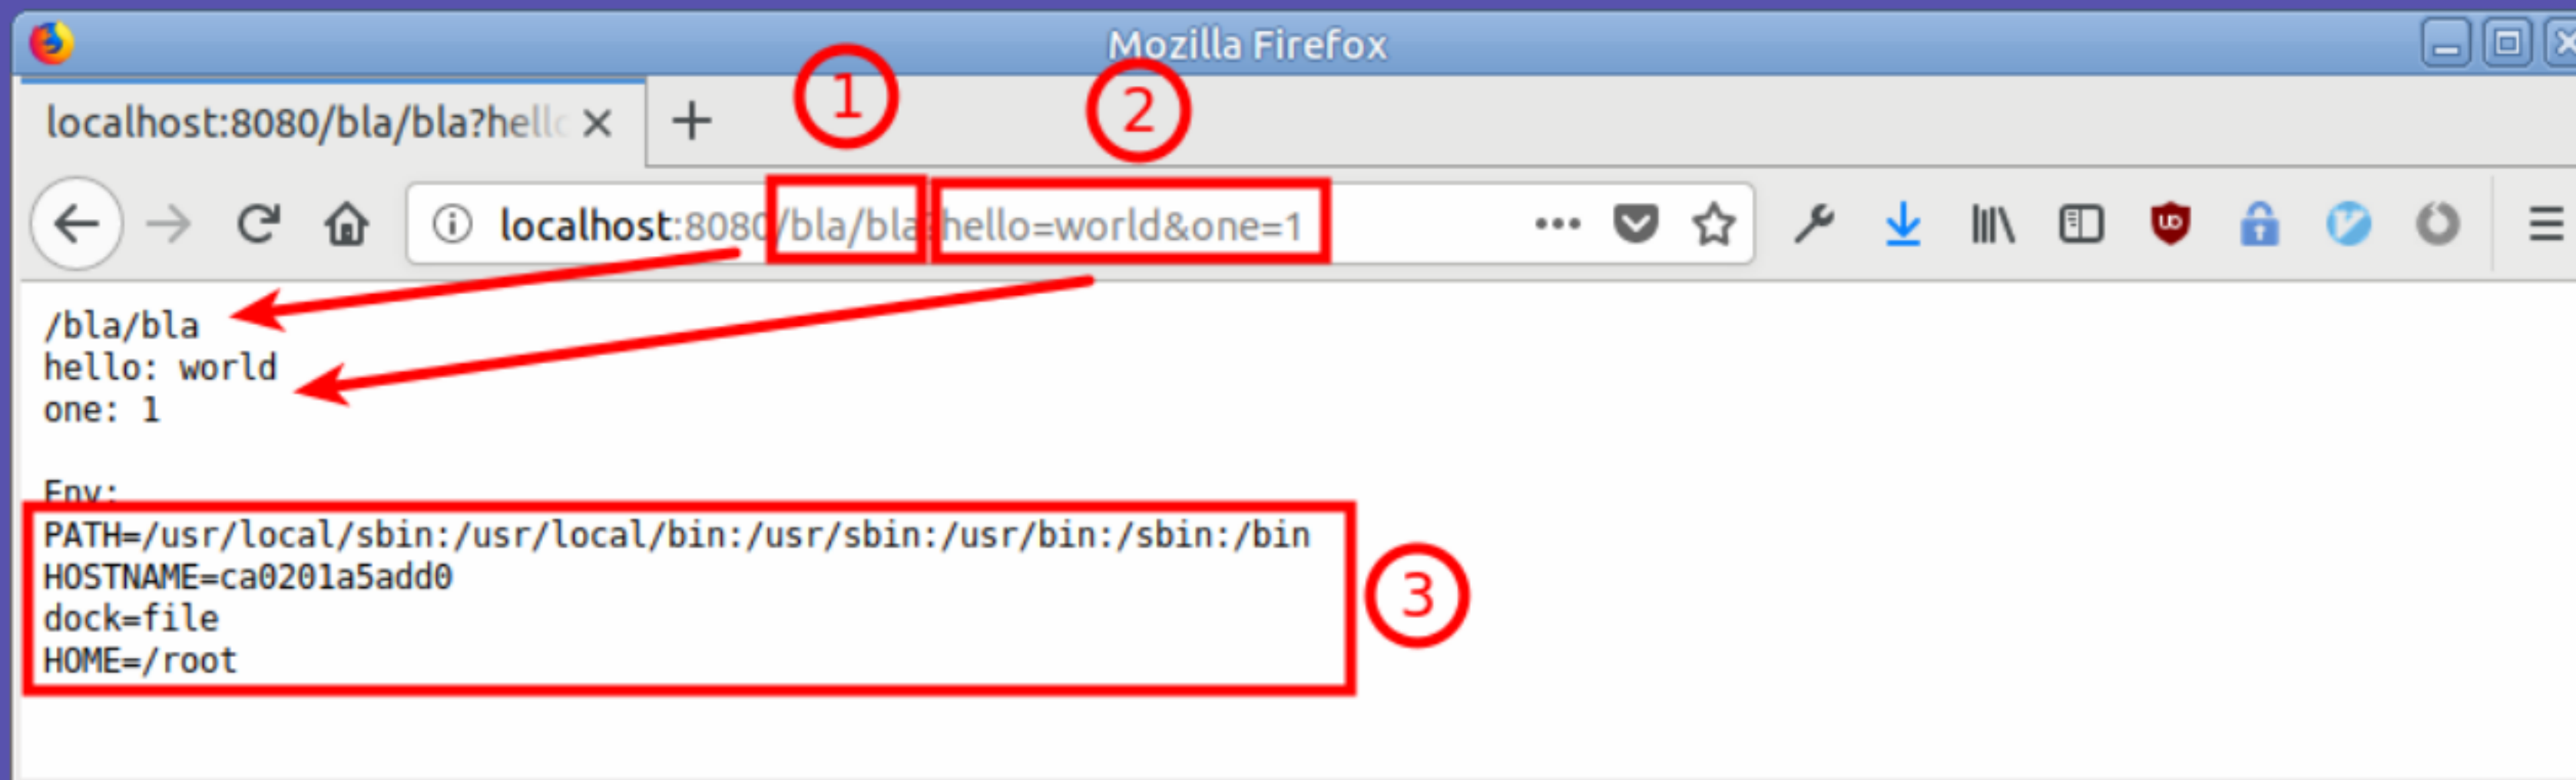 Mozilla Firefox
1
2
localhost:8080/bla/bla?hello
localhost:8080/bla/bla?hello=world&one=1
/bla/bla
hello: world
one: 1
Env:
PATH=/usr/local/sbin:/usr/local/bin:/usr/sbin:/usr/bin:/sbin:/bin
HOSTNAME=ca0201a5add0
dock=file
HOME=/root
3